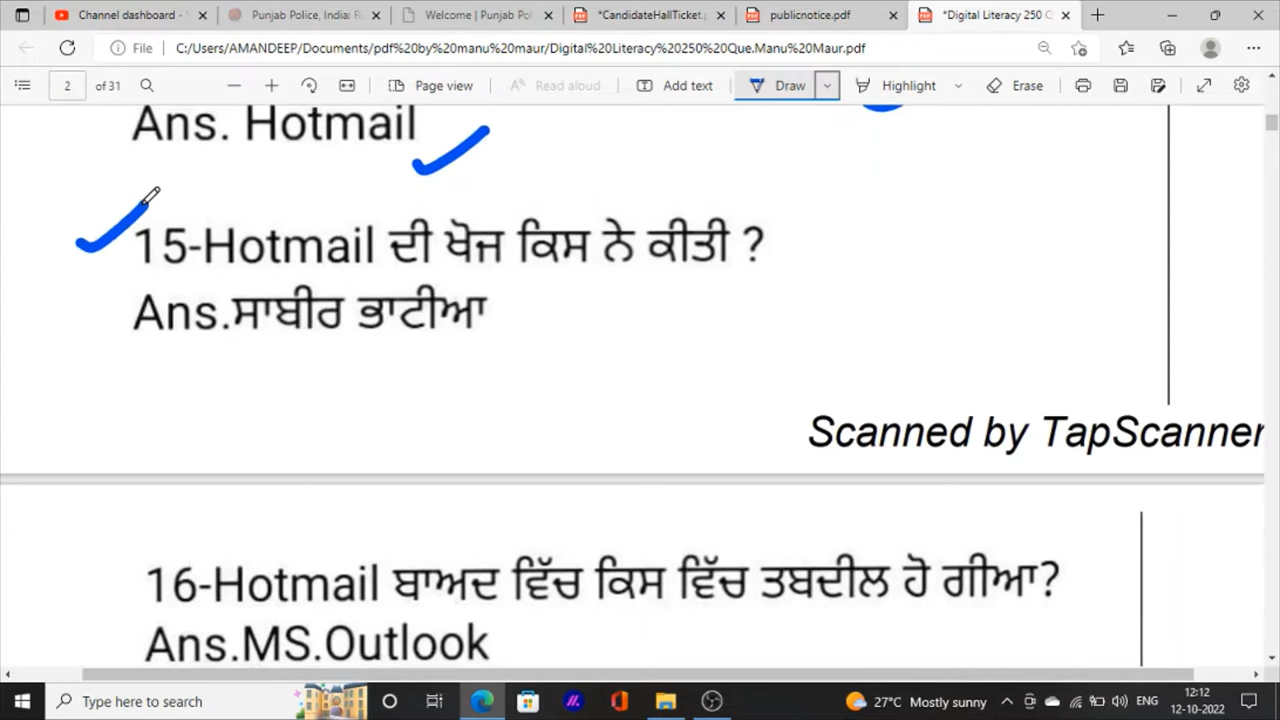 Channel dashboard -
Punjab Police, India: R
Welcome | Punjab Po
*CandidateHallTicket.
publicnotice.pdf
*Digital Literacy 250
File
C:/Users/AMANDEEP/Documents/pdf%20by%20manu%20maur/Digital%20Literacy%20250%20Que.Manu%20Maur.pdf
2 of 31
Page view
Read aloud
Add text
Draw
Highlight
Erase
Ans. Hotmail
15-Hotmail ਦੀ ਖੋਜ ਕਿਸ ਨੇ ਕੀਤੀ ?
Ans.ਸਾਬੀਰ ਭਾਟੀਆ
Scanned by TapScanner
16-Hotmail ਬਾਅਦ ਵਿੱਚ ਕਿਸ ਵਿੱਚ ਤਬਦੀਲ ਹੋ ਗੀਆ?
Ans.MS.Outlook
Type here to search
27°C Mostly sunny
ENG
12:12
12-10-2022